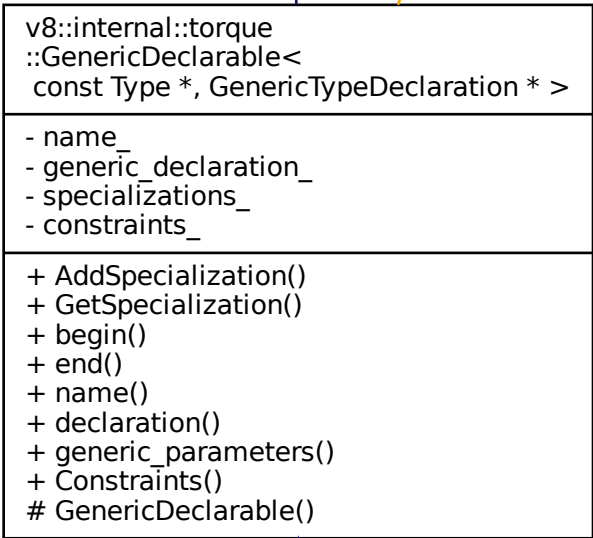 v8::internal::torque
::GenericDeclarable<
const Type *, GenericTypeDeclaration * >
- name_
- generic_declaration_
- specializations_
- constraints_
+ AddSpecialization()
+ GetSpecialization()
+ begin()
+ end()
+ name()
+ declaration()
+ generic_parameters()
+ Constraints()
# GenericDeclarable()